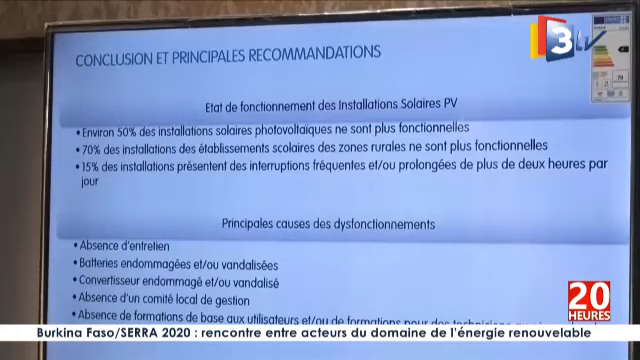 3tv
CONCLUSION ET PRINCIPALES RECOMMANDATIONS
Etat de fonctionnement des Installations Solaires PV
• Environ 50% des installations solaires photovoltaïques ne sont plus fonctionnelles
• 70% des installations des établissements scolaires des zones rurales ne sont plus fonctionnelles
• 15% des installations présentent des interruptions fréquentes et/ou prolongées de plus de deux heures par
jour
Principales causes des dysfonctionnements
• Absence d'entretien
• Batteries endommagées et/ou vandalisées
• Convertisseur endommagé et/ou vandalisé
• Absence d'un comité local de gestion
• Absence de formations de base aux utilisateurs et/ou de formations pour des techniciens
20
HEURES
Burkina Faso/SERRA 2020 : rencontre entre acteurs du domaine de l'énergie renouvelable